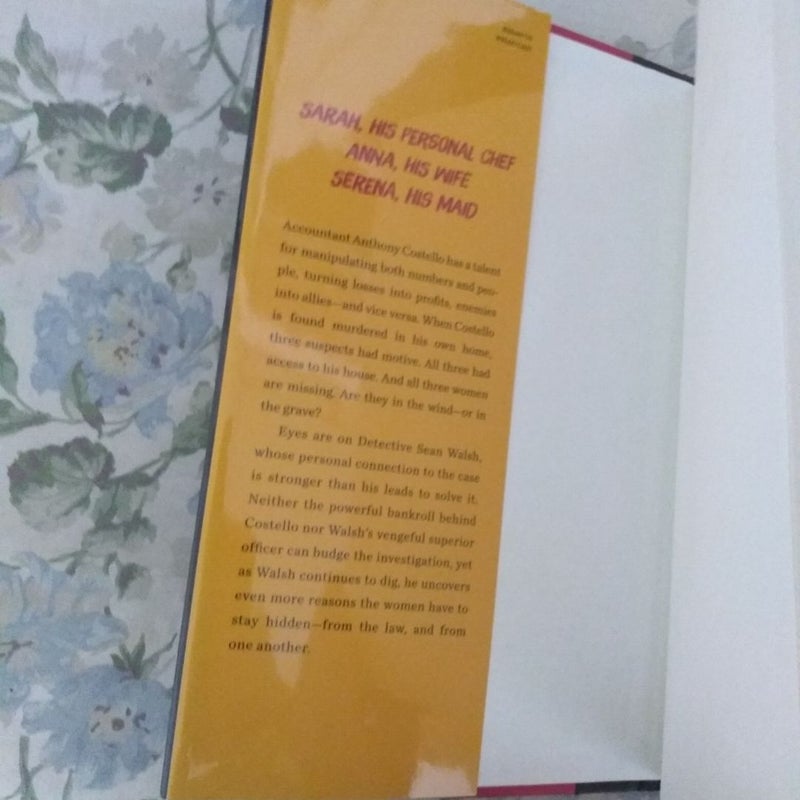 SARAH, HIS PERSONAL CHEF
ANNA, HIS WIFE
SERENA, HIS MAID
Accountant Anthony Costello has a talent
for manipulating both numbers and peo-
ple, turning losses into profits, enemies
into allies—and vice versa. When Costello
is found murdered in his own home,
three suspects had motive. All three had
access to his house. And all three women
are missing. Are they in the wind—or in
the grave?
Eyes are on Detective Sean Walsh,
whose personal connection to the case
is stronger than his leads to solve it.
Neither the powerful bankroll behind
Costello nor Walsh's vengeful superior
officer can budge the investigation, yet
as Walsh continues to dig, he uncovers
even more reasons the women have to
stay hidden—from the law, and from
one another.